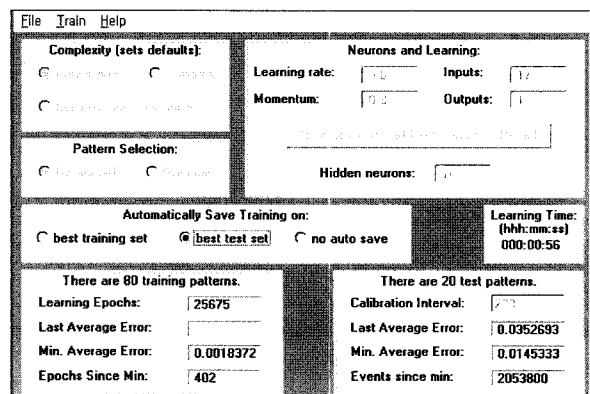 File Train Help
Complexity (sets defaults):
Pattern Selection:
Neurons and Learning:
Learning rate: Inputs:
Momentum: Outputs:
Hidden neurons:
Automatically Save Training on:
best training set best test set no auto save
Learning Time:
(hhh:mm:ss)
000:00:56
There are 80 training patterns.
Learning Epochs: 25675
Last Average Error:
Min. Average Error: 0.0018372
Epochs Since Min: 402
There are 20 test patterns.
Calibration Interval:
Last Average Error: 0.0352693
Min. Average Error: 0.0145333
Events since min: 2053800